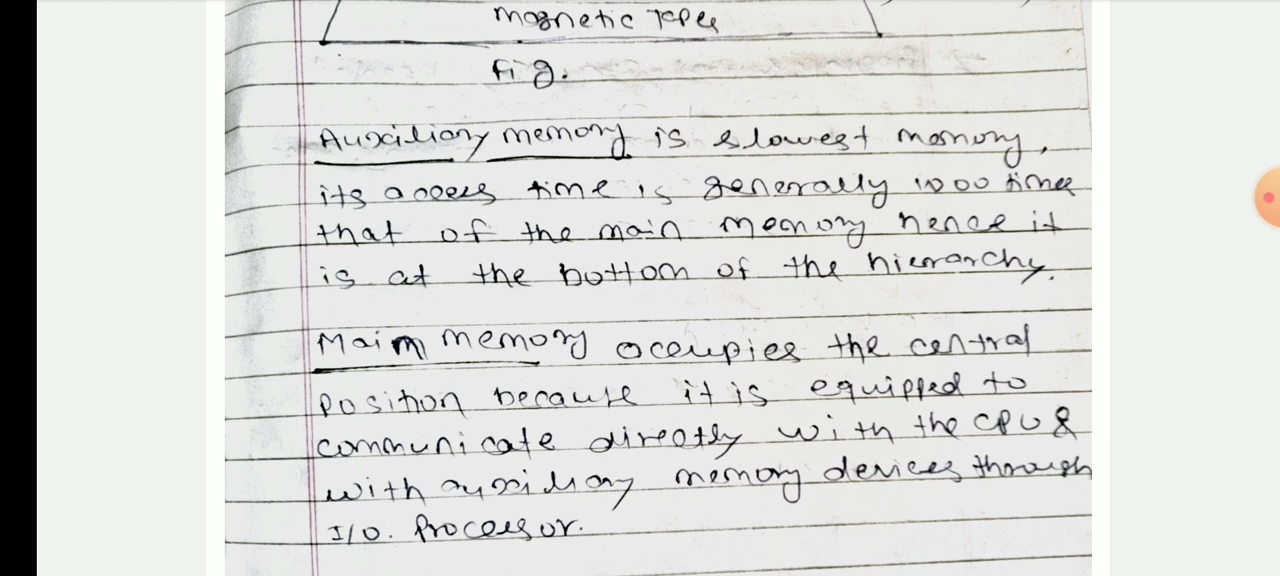 Magnetic Tapes
Fig.
Auxiliary memory is slowest memory,
its access time is generally 1000 times
that of the main memory hence it
is at the bottom of the hierarchy.
Main memory occupies the central
position because it is equipped to
communicate directly with the CPU &
with auxiliary memory devices through
I/O. Processor.